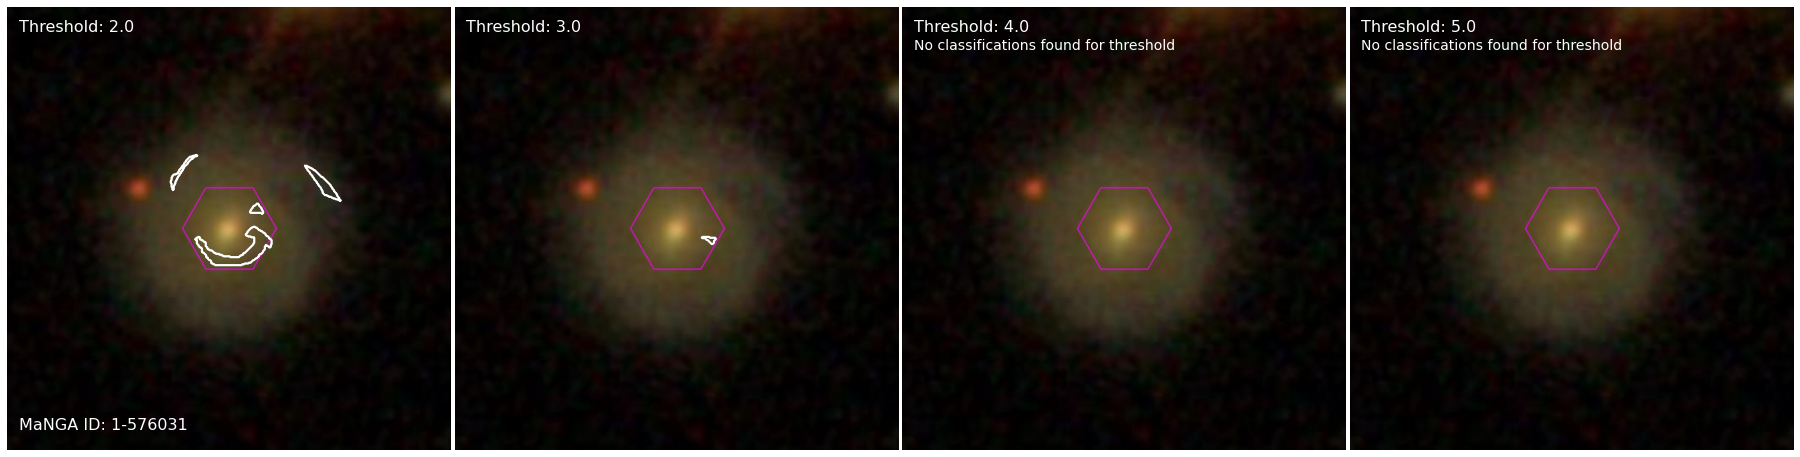 Threshold: 2.0
MaNGA ID: 1-576031
Threshold: 3.0
Threshold: 4.0
No classifications found for threshold
Threshold: 5.0
No classifications found for threshold